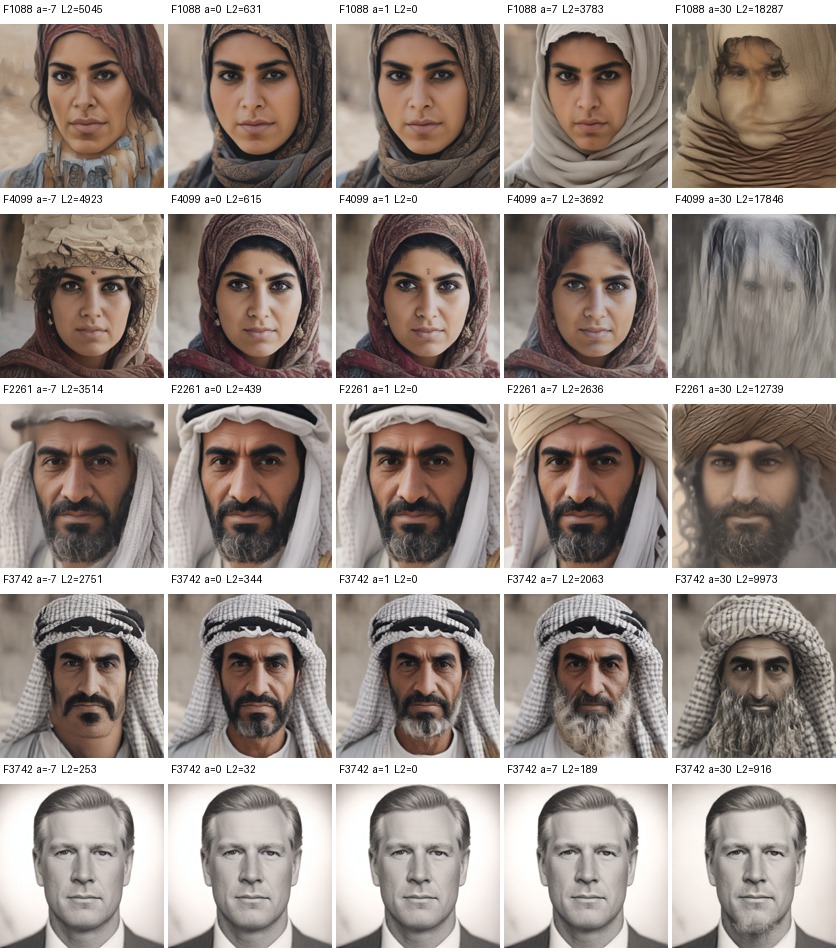 F1088 a=-7 L2=5045 F1088 a=0 L2=631 F1088 a=1 L2=0 F1088 a=7 L2=3783 F1088 a=30 L2=18287
F4099 a=-7 L2=4923 F4099 a=0 L2=615 F4099 a=1 L2=0 F4099 a=7 L2=3692 F4099 a=30 L2=17846
F2261 a=-7 L2=3514 F2261 a=0 L2=439 F2261 a=1 L2=0 F2261 a=7 L2=2636 F2261 a=30 L2=12739
F3742 a=-7 L2=2751 F3742 a=0 L2=344 F3742 a=1 L2=0 F3742 a=7 L2=2063 F3742 a=30 L2=9973
F3742 a=-7 L2=253 F3742 a=0 L2=32 F3742 a=1 L2=0 F3742 a=7 L2=189 F3742 a=30 L2=916